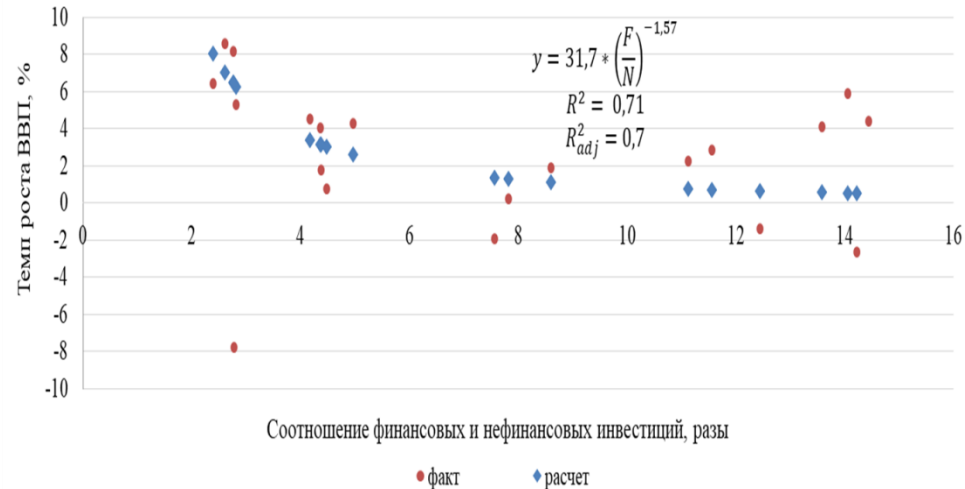 Темп роста ВВП, %
10
8
6
4
2
0
-2
-4
-6
-8
-10
y = 31,7 * (F/N)^−1,57
R² = 0,71
R²adj = 0,7
0 2 4 6 8 10 12 14 16
Соотношение финансовых и нефинансовых инвестиций, разы
факт расчет